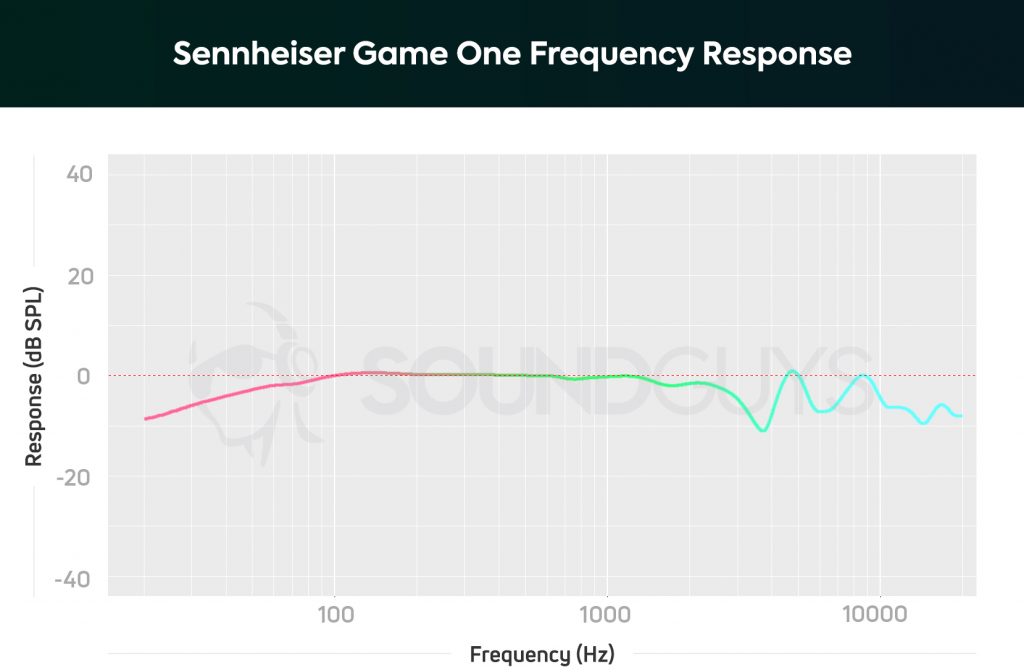 Sennheiser Game One Frequency Response
40
20
0
-20
-40
Response (dB SPL)
SOUNDGUYS
100
1000
10000
Frequency (Hz)